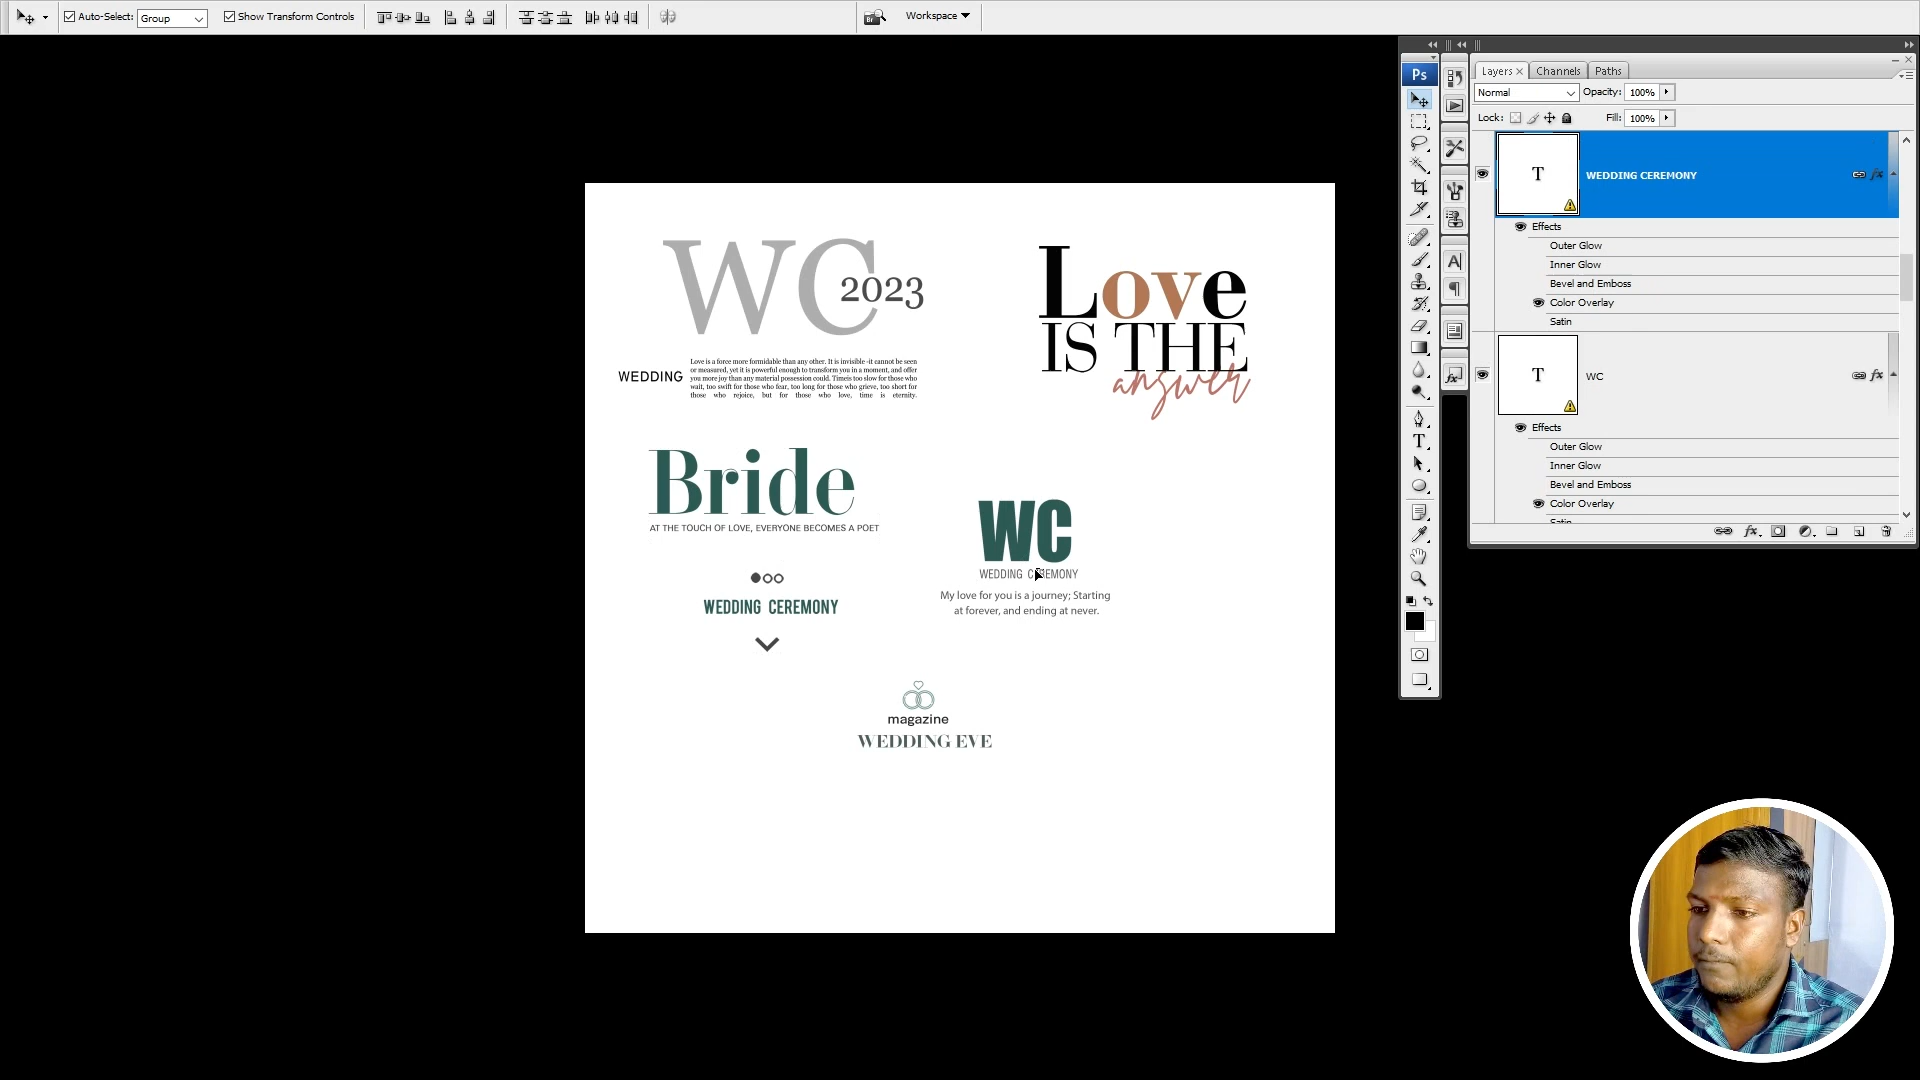 Auto-Select: Group Show Transform Controls Workspace
Ps
Layers Channels Paths
Normal Opacity: 100%
Lock: Fill: 100%
T WEDDING CEREMONY fx
Effects
Outer Glow
Inner Glow
Bevel and Emboss
Color Overlay
Satin
T WC fx
Effects
Outer Glow
Inner Glow
Bevel and Emboss
Color Overlay
WC
2023
WEDDING
Love is a force more formidable than any other. It is invisible -it cannot be seen
or measured, yet it is powerful enough to transform you in a moment, and offer
you more joy than any material possession could. Timeis too slow for those who
wait, too swift for those who fear, too long for those who grieve, too short for
those who rejoice, but for those who love, time is eternity.
Love
IS THE
answer
Bride
AT THE TOUCH OF LOVE, EVERYONE BECOMES A POET
WC
WEDDING CEREMONY
My love for you is a journey; Starting
at forever, and ending at never.
WEDDING CEREMONY
magazine
WEDDING EVE